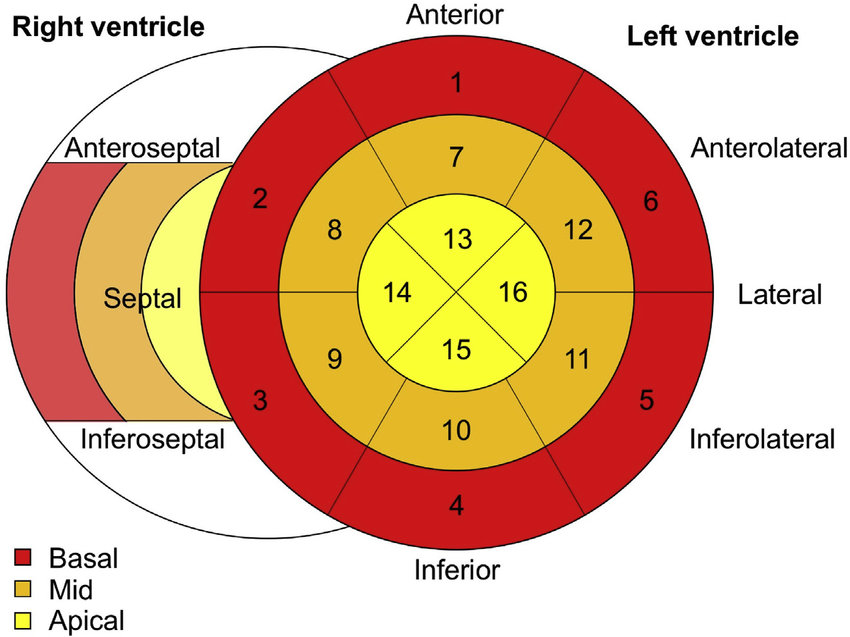 Right ventricle
Anterior
Left ventricle
1
Anteroseptal
7
Anterolateral
2
6
8
12
13
Septal
14
16
Lateral
15
9
11
3
5
10
Inferoseptal
Inferolateral
4
Inferior
Basal
Mid
Apical